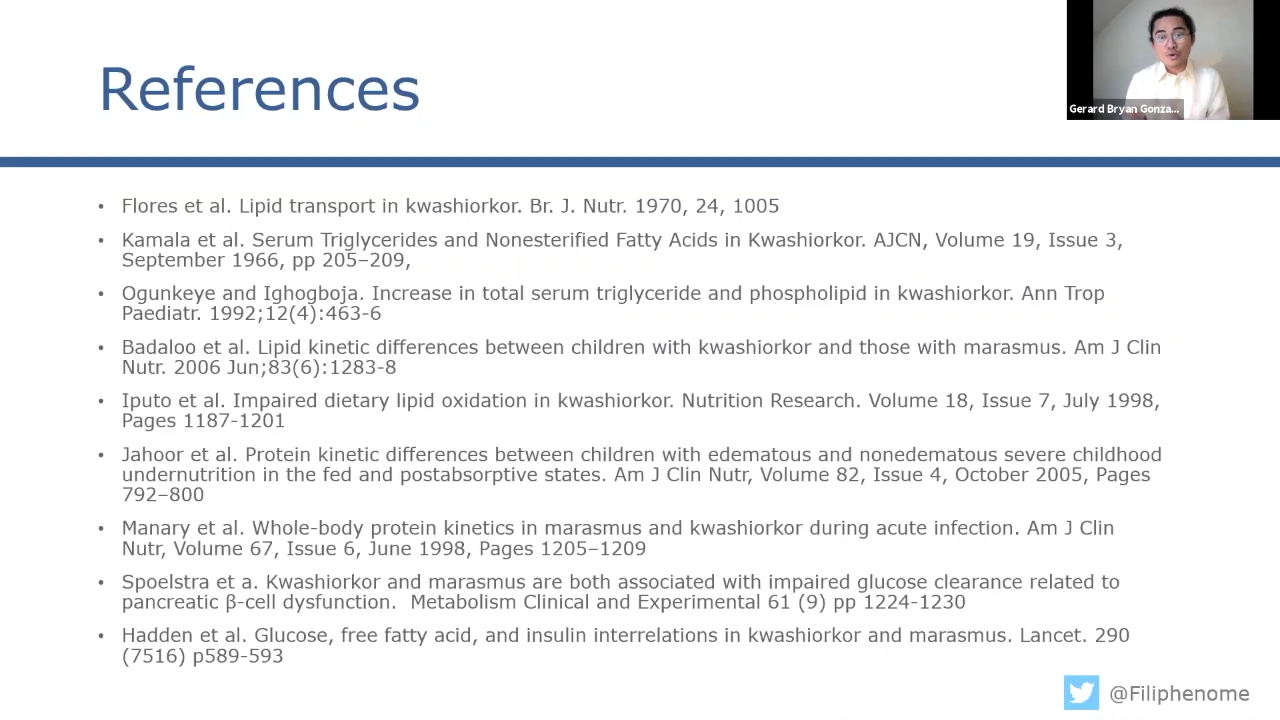 References
Gerard Bryan Gonza...
• Flores et al. Lipid transport in kwashiorkor. Br. J. Nutr. 1970, 24, 1005
• Kamala et al. Serum Triglycerides and Nonesterified Fatty Acids in Kwashiorkor. AJCN, Volume 19, Issue 3,
September 1966, pp 205–209,
• Ogunkeye and Ighogboja. Increase in total serum triglyceride and phospholipid in kwashiorkor. Ann Trop
Paediatr. 1992;12(4):463-6
• Badaloo et al. Lipid kinetic differences between children with kwashiorkor and those with marasmus. Am J Clin
Nutr. 2006 Jun;83(6):1283-8
• Iputo et al. Impaired dietary lipid oxidation in kwashiorkor. Nutrition Research. Volume 18, Issue 7, July 1998,
Pages 1187-1201
• Jahoor et al. Protein kinetic differences between children with edematous and nonedematous severe childhood
undernutrition in the fed and postabsorptive states. Am J Clin Nutr, Volume 82, Issue 4, October 2005, Pages
792–800
• Manary et al. Whole-body protein kinetics in marasmus and kwashiorkor during acute infection. Am J Clin
Nutr, Volume 67, Issue 6, June 1998, Pages 1205–1209
• Spoelstra et a. Kwashiorkor and marasmus are both associated with impaired glucose clearance related to
pancreatic β-cell dysfunction.  Metabolism Clinical and Experimental 61 (9) pp 1224-1230
• Hadden et al. Glucose, free fatty acid, and insulin interrelations in kwashiorkor and marasmus. Lancet. 290
(7516) p589-593
@Filiphenome